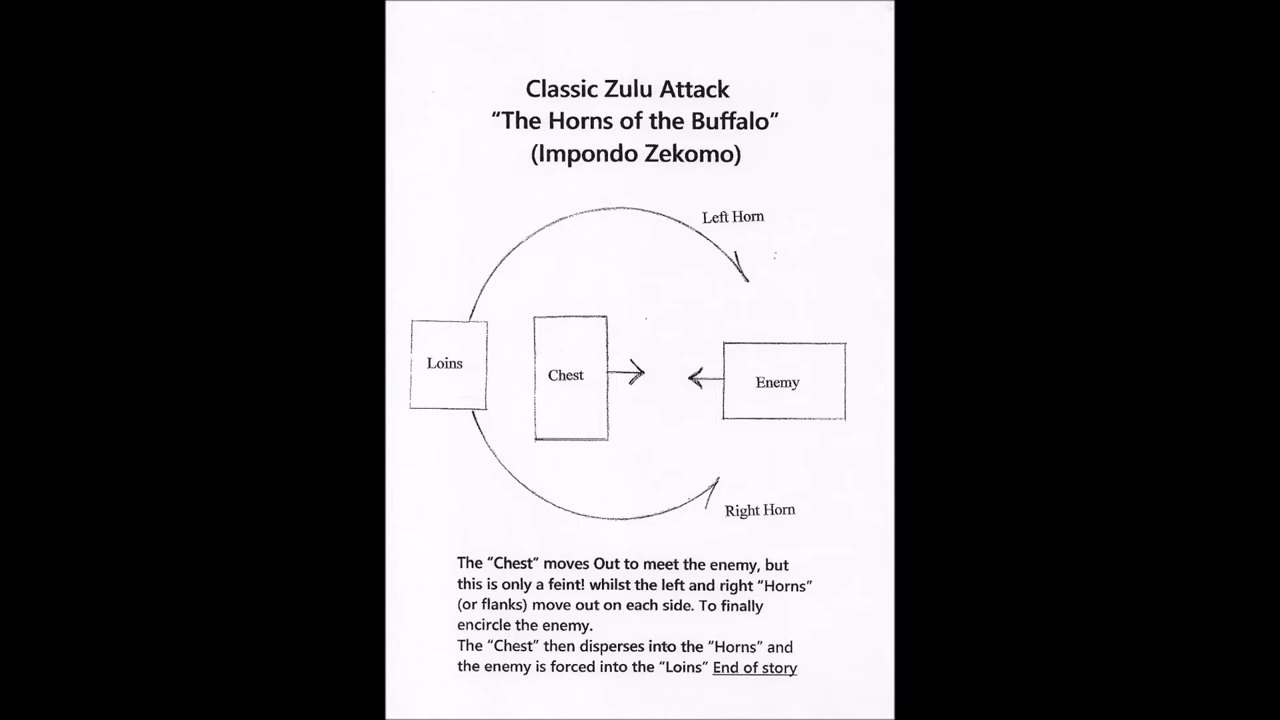 Classic Zulu Attack
“The Horns of the Buffalo”
(Impondo Zekomo)
Left Horn
Loins
Chest
Enemy
Right Horn
The “Chest” moves Out to meet the enemy, but
this is only a feint! whilst the left and right “Horns”
(or flanks) move out on each side. To finally
encircle the enemy.
The “Chest” then disperses into the “Horns” and
the enemy is forced into the “Loins” End of story